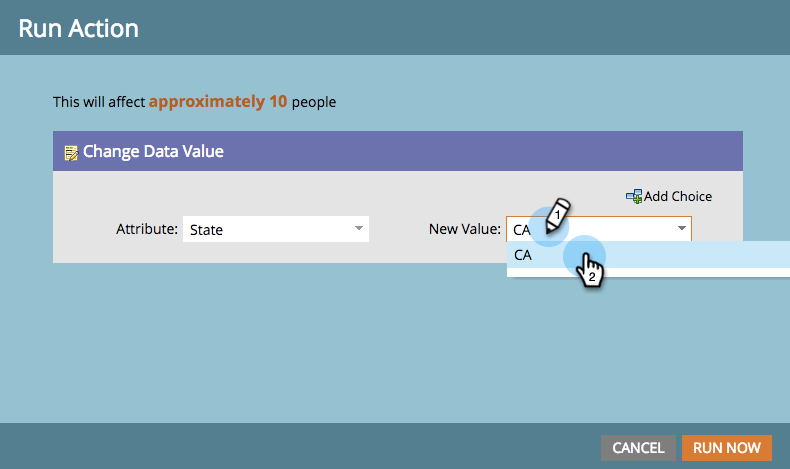 Run Action
This will affect approximately 10 people
Change Data Value
Add Choice
Attribute: State New Value: CA
1
CA
2
CANCEL RUN NOW